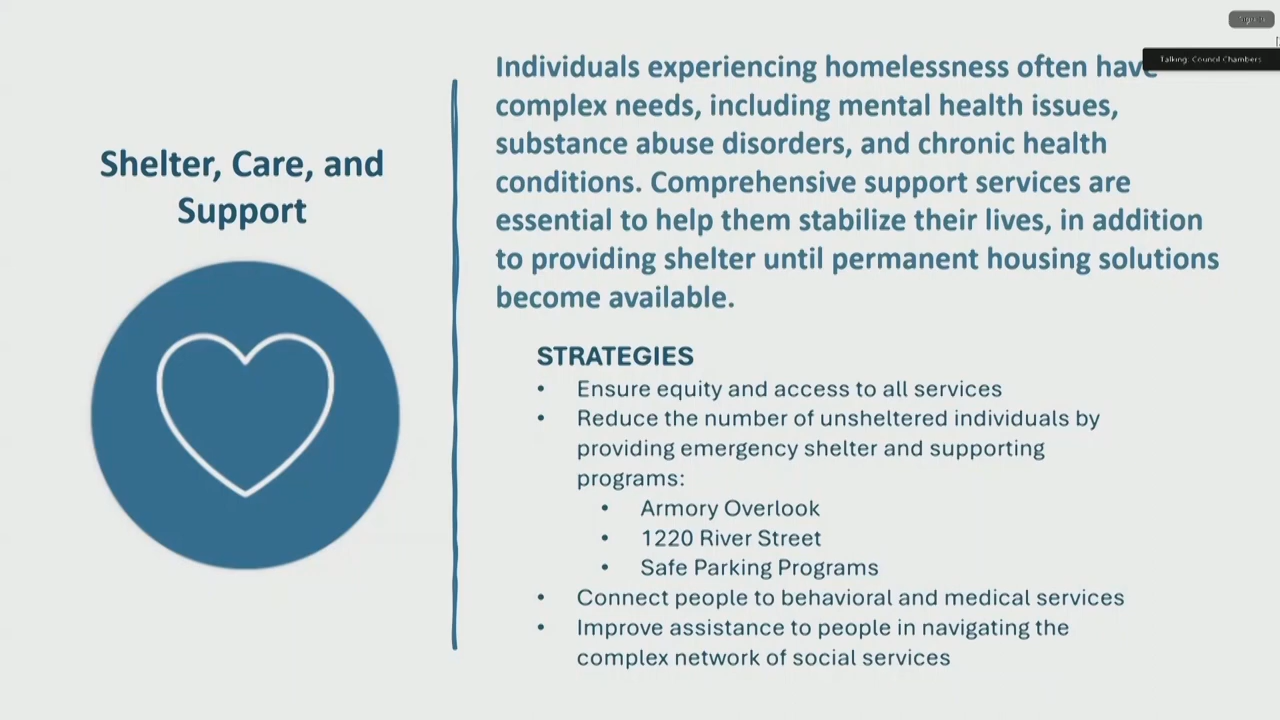 Sign in
Talking: Council Chambers
Shelter, Care, and
Support
Individuals experiencing homelessness often have
complex needs, including mental health issues,
substance abuse disorders, and chronic health
conditions. Comprehensive support services are
essential to help them stabilize their lives, in addition
to providing shelter until permanent housing solutions
become available.
STRATEGIES
• Ensure equity and access to all services
• Reduce the number of unsheltered individuals by
providing emergency shelter and supporting
programs:
• Armory Overlook
• 1220 River Street
• Safe Parking Programs
• Connect people to behavioral and medical services
• Improve assistance to people in navigating the
complex network of social services